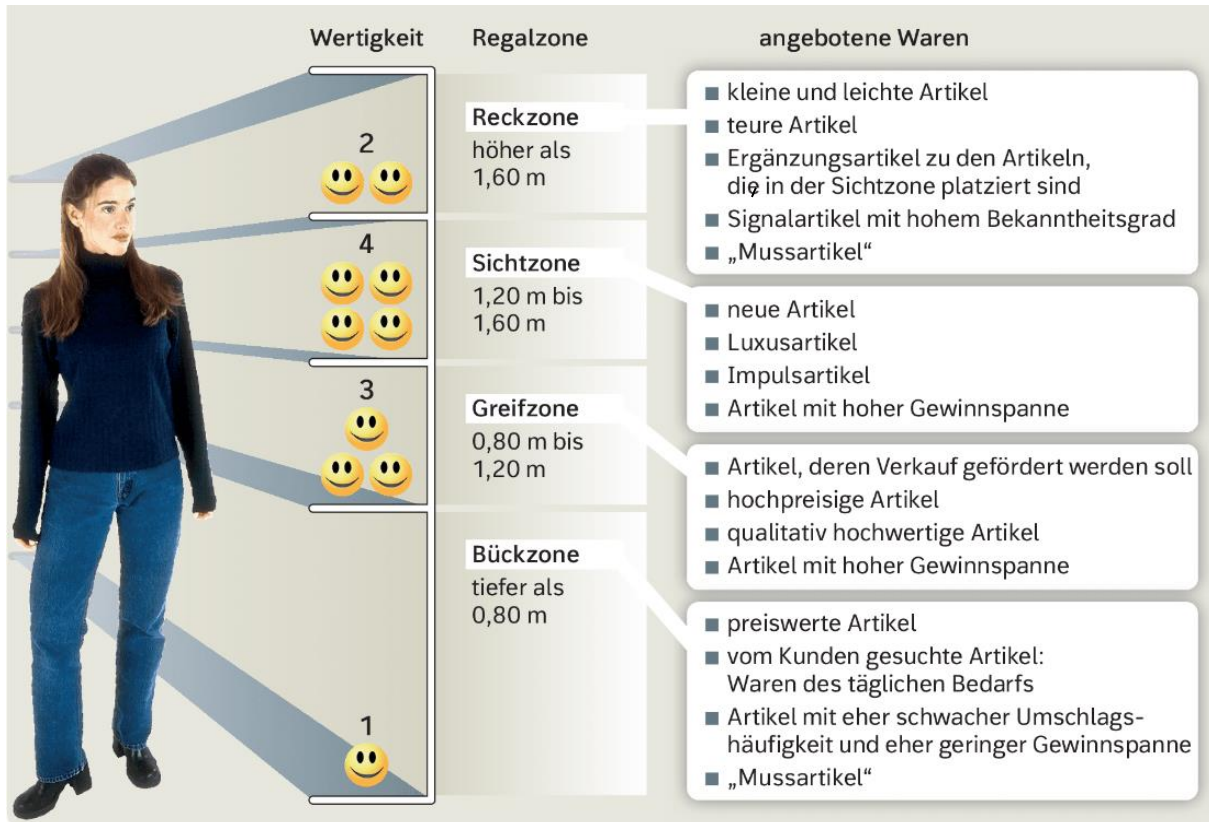 Wertigkeit
Regalzone
angebotene Waren
2
Reckzone
höher als
1,60 m
kleine und leichte Artikel
teure Artikel
Ergänzungsartikel zu den Artikeln,
die in der Sichtzone platziert sind
Signalartikel mit hohem Bekanntheitsgrad
„Mussartikel“
4
Sichtzone
1,20 m bis
1,60 m
neue Artikel
Luxusartikel
Impulsartikel
Artikel mit hoher Gewinnspanne
3
Greifzone
0,80 m bis
1,20 m
Artikel, deren Verkauf gefördert werden soll
hochpreisige Artikel
qualitativ hochwertige Artikel
Artikel mit hoher Gewinnspanne
1
Bückzone
tiefer als
0,80 m
preiswerte Artikel
vom Kunden gesuchte Artikel:
Waren des täglichen Bedarfs
Artikel mit eher schwacher Umschlags-
häufigkeit und eher geringer Gewinnspanne
„Mussartikel“